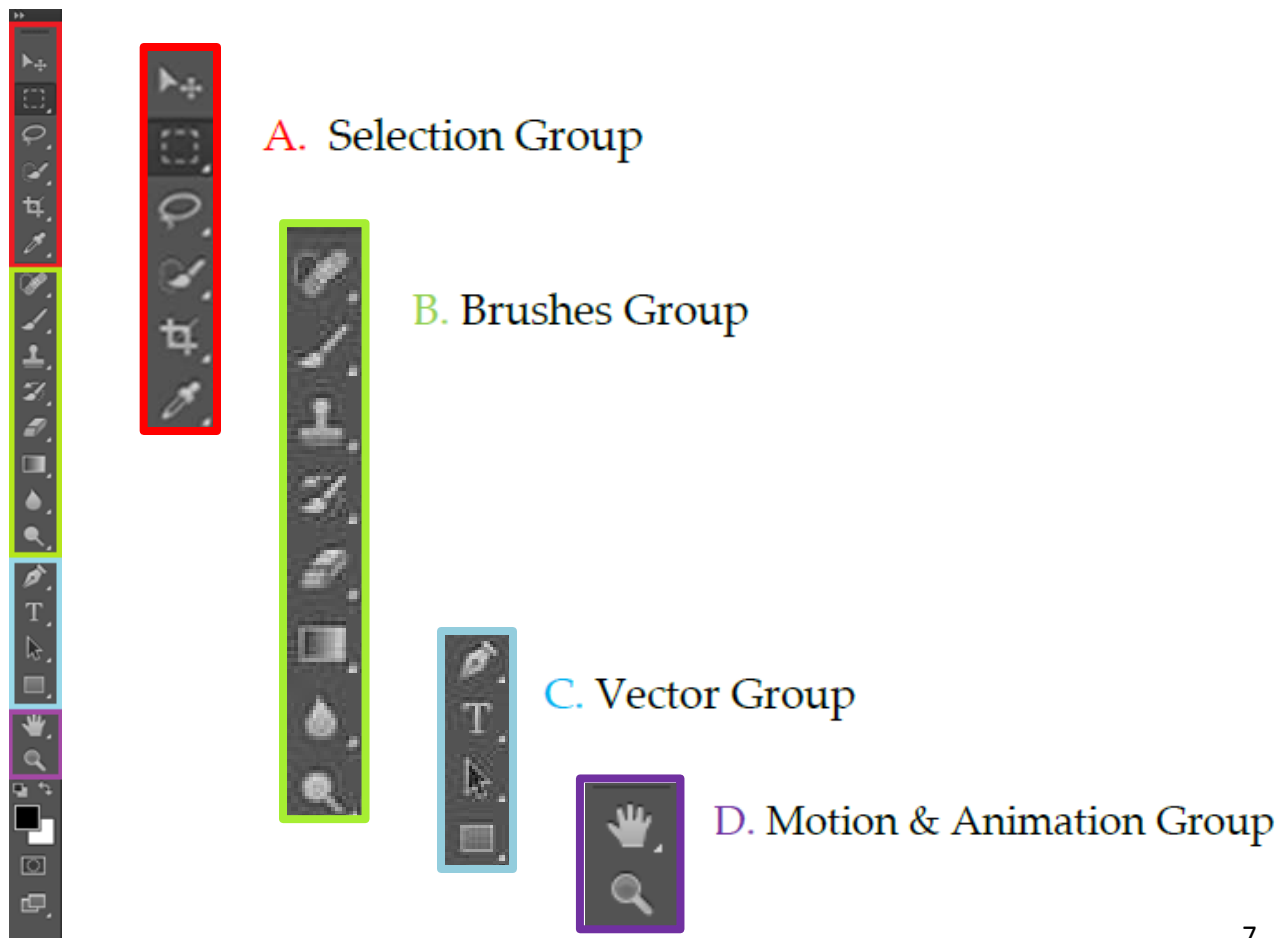 A. Selection Group
B. Brushes Group
C. Vector Group
D. Motion & Animation Group
T
T
7